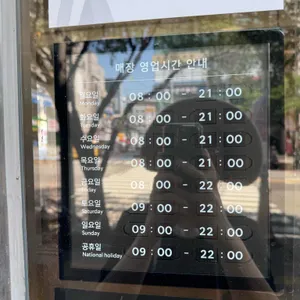 매장 영업시간 안내
월요일 08 : 00 - 21 : 00
Monday
화요일 08 : 00 - 21 : 00
Tuesday
수요일 08 : 00 - 21 : 00
Wednesday
목요일 08 : 00 - 21 : 00
Thursday
금요일 08 : 00 - 22 : 00
Friday
토요일 09 : 00 - 22 : 00
Saturday
일요일 09 : 00 - 22 : 00
Sunday
공휴일 09 : 00 - 22 : 00
National holiday